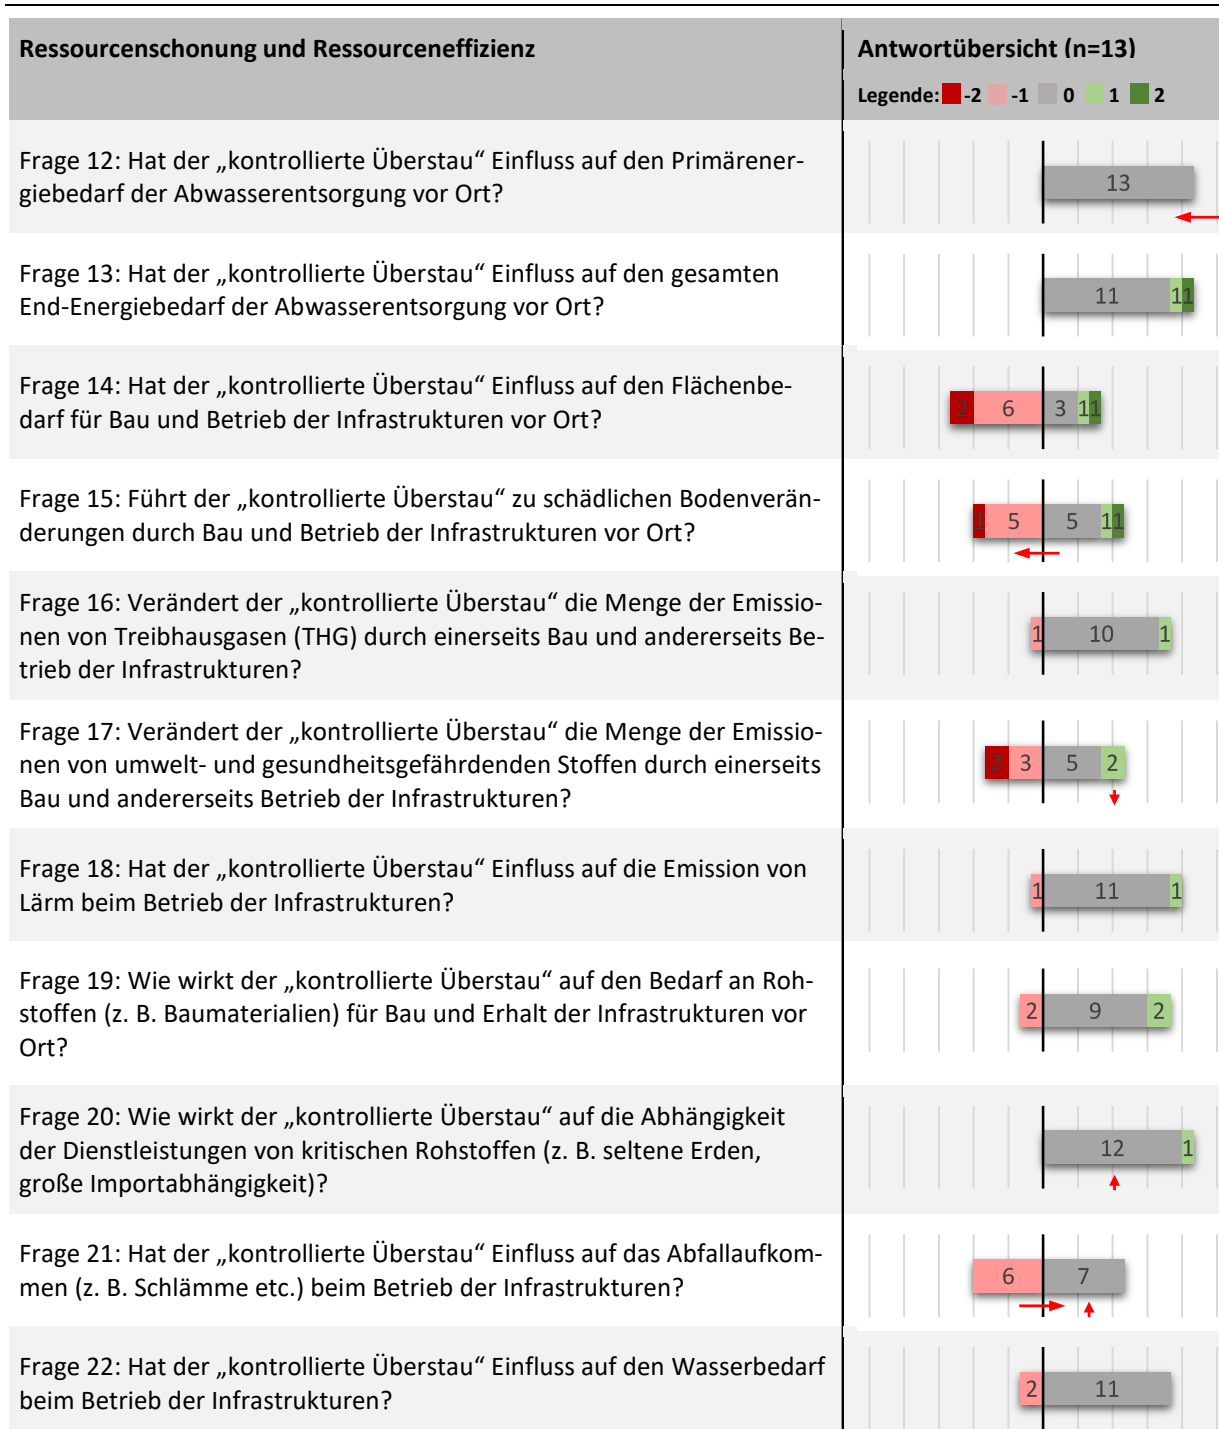 Ressourcenschonung und Ressourceneffizienz
Antwortübersicht (n=13)
Legende: -2 -1 0 1 2
Frage 12: Hat der „kontrollierte Überstau“ Einfluss auf den Primärener-
giebedarf der Abwasserentsorgung vor Ort?
13
Frage 13: Hat der „kontrollierte Überstau“ Einfluss auf den gesamten
End-Energiebedarf der Abwasserentsorgung vor Ort?
11 1 1
Frage 14: Hat der „kontrollierte Überstau“ Einfluss auf den Flächenbe-
darf für Bau und Betrieb der Infrastrukturen vor Ort?
2 6 3 1 1
Frage 15: Führt der „kontrollierte Überstau“ zu schädlichen Bodenverän-
derungen durch Bau und Betrieb der Infrastrukturen vor Ort?
1 5 5 1 1
Frage 16: Verändert der „kontrollierte Überstau“ die Menge der Emissio-
nen von Treibhausgasen (THG) durch einerseits Bau und andererseits Be-
trieb der Infrastrukturen?
1 10 1
Frage 17: Verändert der „kontrollierte Überstau“ die Menge der Emissio-
nen von umwelt- und gesundheitsgefährdenden Stoffen durch einerseits
Bau und andererseits Betrieb der Infrastrukturen?
2 3 5 2
Frage 18: Hat der „kontrollierte Überstau“ Einfluss auf die Emission von
Lärm beim Betrieb der Infrastrukturen?
1 11 1
Frage 19: Wie wirkt der „kontrollierte Überstau“ auf den Bedarf an Roh-
stoffen (z. B. Baumaterialien) für Bau und Erhalt der Infrastrukturen vor
Ort?
2 9 2
Frage 20: Wie wirkt der „kontrollierte Überstau“ auf die Abhängigkeit
der Dienstleistungen von kritischen Rohstoffen (z. B. seltene Erden,
große Importabhängigkeit)?
12 1
Frage 21: Hat der „kontrollierte Überstau“ Einfluss auf das Abfallaufkom-
men (z. B. Schlämme etc.) beim Betrieb der Infrastrukturen?
6 7
Frage 22: Hat der „kontrollierte Überstau“ Einfluss auf den Wasserbedarf
beim Betrieb der Infrastrukturen?
2 11